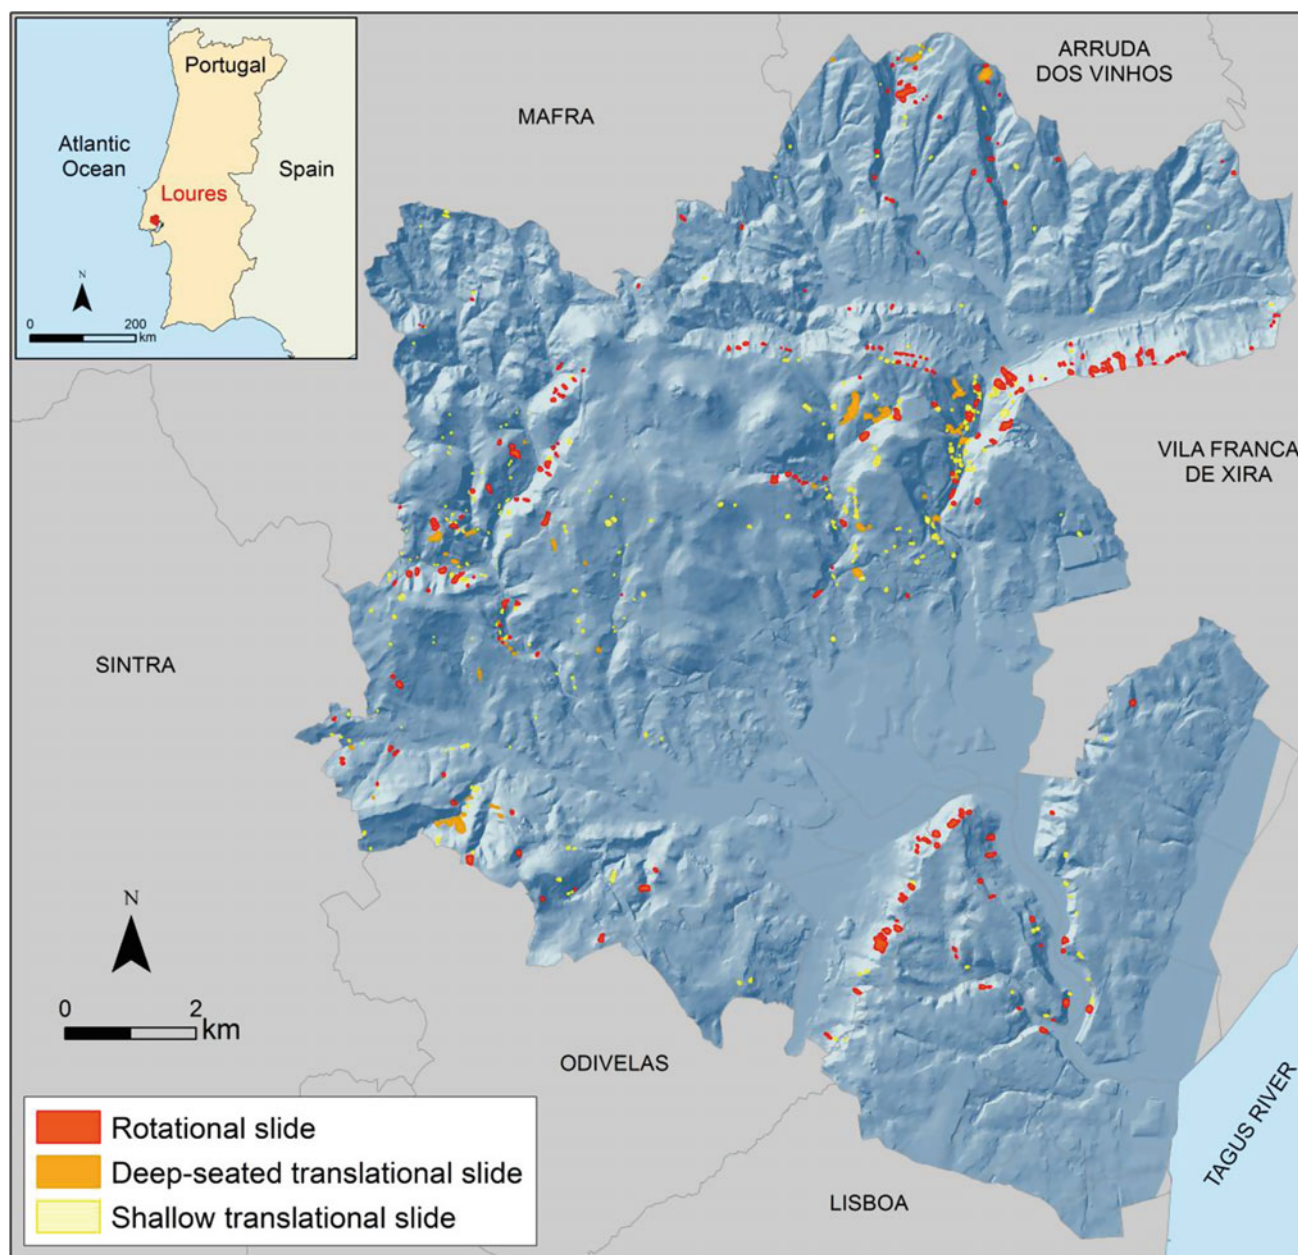 Portugal
Atlantic
Ocean
Spain
Loures
N
0 200
km
ARRUDA
DOS VINHOS
MAFRA
VILA FRANCA
DE XIRA
SINTRA
N
0 2
km
ODIVELAS
LISBOA
TAGUS RIVER
Rotational slide
Deep-seated translational slide
Shallow translational slide